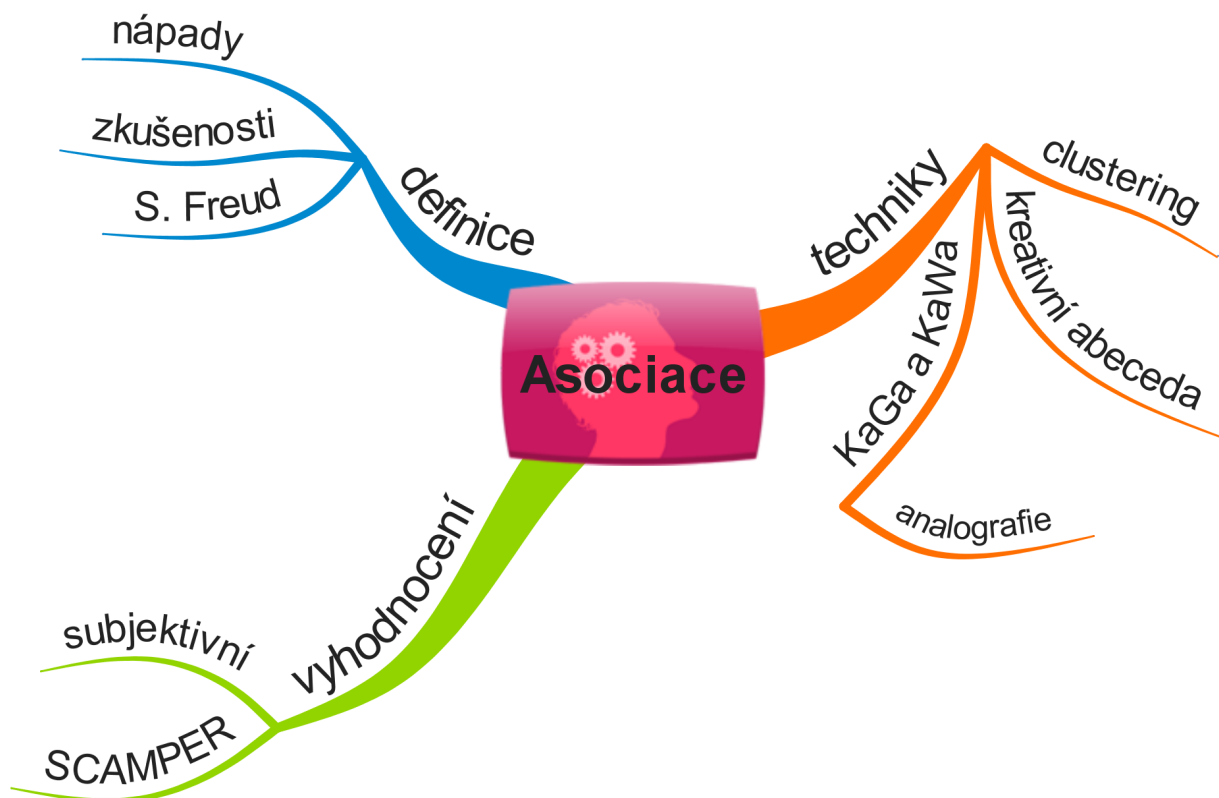 Asociace
definice
nápady
zkušenosti
S. Freud
techniky
clustering
kreativní abeceda
KaGa a KaWa
analografie
vyhodnocení
subjektivní
SCAMPER